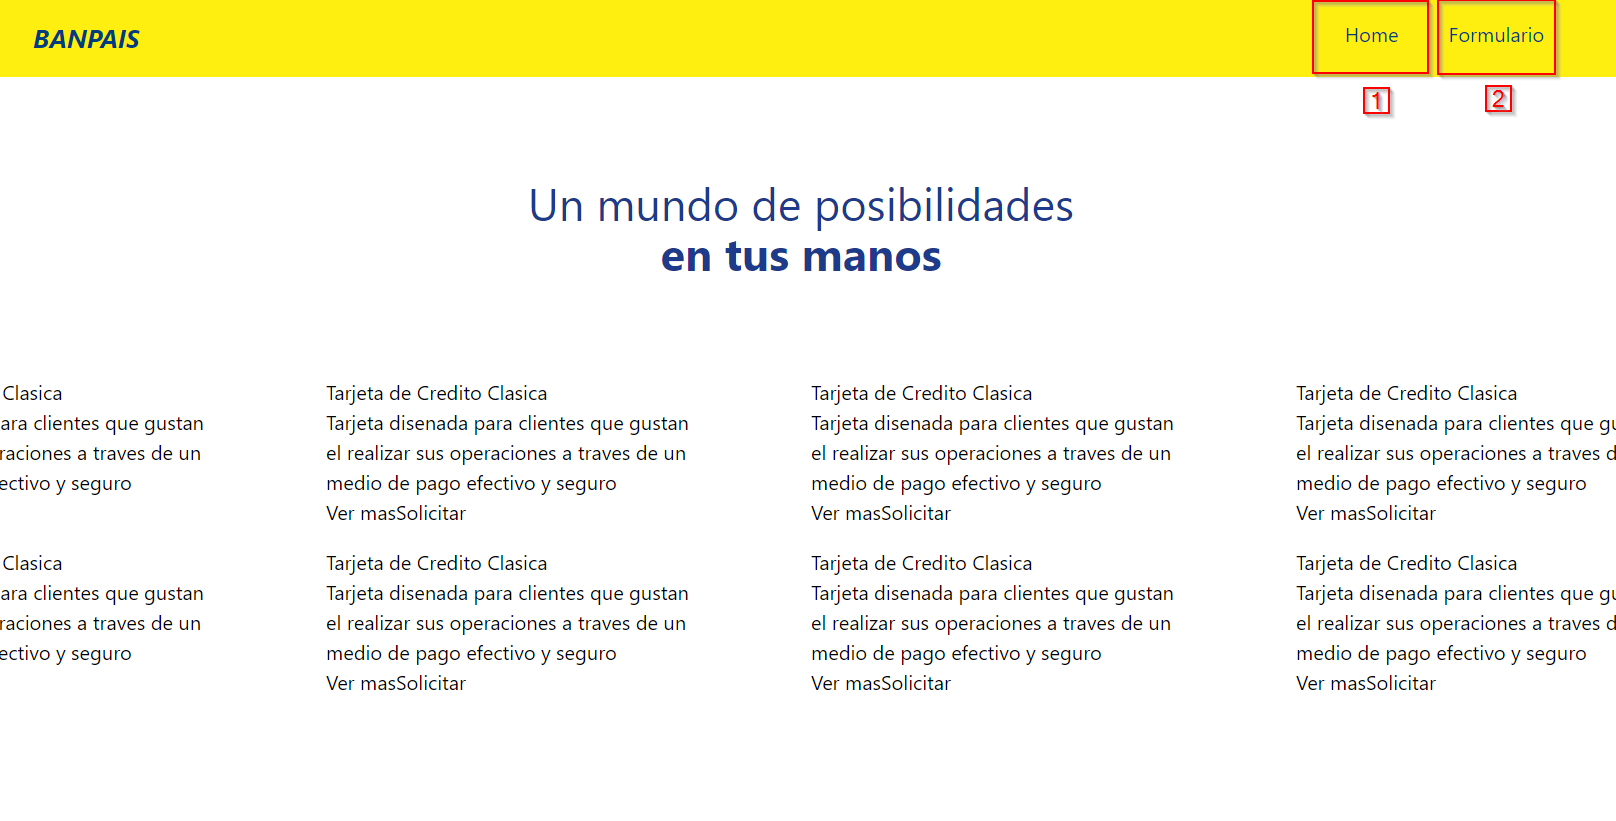 BANPAIS
Home
Formulario
1
2
Un mundo de posibilidades
en tus manos
Clasica
ara clientes que gustan
raciones a traves de un
ectivo y seguro
Tarjeta de Credito Clasica
Tarjeta disenada para clientes que gustan
el realizar sus operaciones a traves de un
medio de pago efectivo y seguro
Ver masSolicitar
Tarjeta de Credito Clasica
Tarjeta disenada para clientes que gustan
el realizar sus operaciones a traves de un
medio de pago efectivo y seguro
Ver masSolicitar
Tarjeta de Credito Clasica
Tarjeta disenada para clientes que gu
el realizar sus operaciones a traves d
medio de pago efectivo y seguro
Ver masSolicitar
Clasica
ara clientes que gustan
raciones a traves de un
ectivo y seguro
Tarjeta de Credito Clasica
Tarjeta disenada para clientes que gustan
el realizar sus operaciones a traves de un
medio de pago efectivo y seguro
Ver masSolicitar
Tarjeta de Credito Clasica
Tarjeta disenada para clientes que gustan
el realizar sus operaciones a traves de un
medio de pago efectivo y seguro
Ver masSolicitar
Tarjeta de Credito Clasica
Tarjeta disenada para clientes que gu
el realizar sus operaciones a traves d
medio de pago efectivo y seguro
Ver masSolicitar